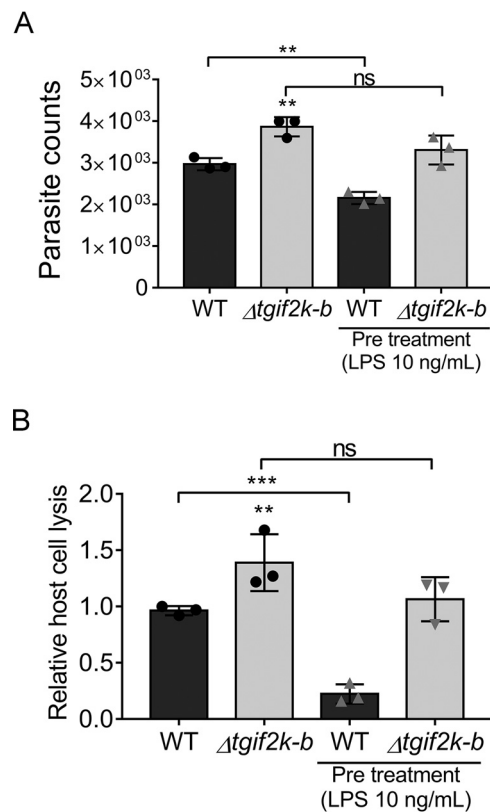 A
**
ns
5×10⁰³
**
4×10⁰³
3×10⁰³
2×10⁰³
1×10⁰³
0
Parasite counts
WT Δtgif2k-b WT Δtgif2k-b
Pre treatment
(LPS 10 ng/mL)
B
ns
***
2.0
**
1.5
1.0
0.5
0.0
Relative host cell lysis
WT Δtgif2k-b WT Δtgif2k-b
Pre treatment
(LPS 10 ng/mL)